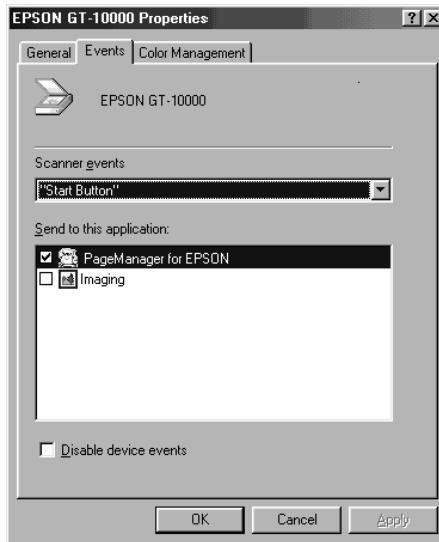 EPSON GT-10000 Properties ? X
General Events Color Management
EPSON GT-10000
Scanner events
"Start Button"
Send to this application:
PageManager for EPSON
Imaging
Disable device events
OK Cancel Apply